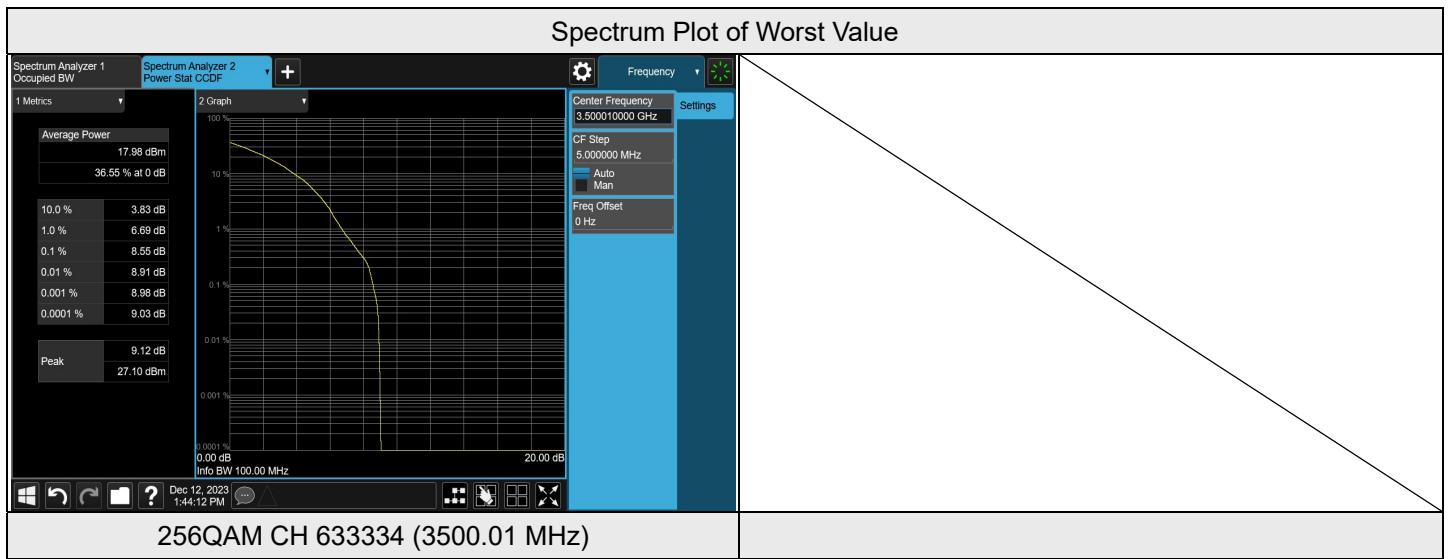 Spectrum Plot of Worst Value
Spectrum Analyzer 1
Occupied BW
Spectrum Analyzer 2
Power Stat CCDF
Frequency
1 Metrics
2 Graph
Average Power
17.98 dBm
36.55 % at 0 dB
10.0 % 3.83 dB
1.0 % 6.69 dB
0.1 % 8.55 dB
0.01 % 8.91 dB
0.001 % 8.98 dB
0.0001 % 9.03 dB
Peak
9.12 dB
27.10 dBm
100 %
10 %
1 %
0.1 %
0.01 %
0.001 %
0.0001 %
0.00 dB 20.00 dB
Info BW 100.00 MHz
Center Frequency
3.500010000 GHz
Settings
CF Step
5.000000 MHz
Auto
Man
Freq Offset
0 Hz
?
Dec 12, 2023
1:44:12 PM
256QAM CH 633334 (3500.01 MHz)